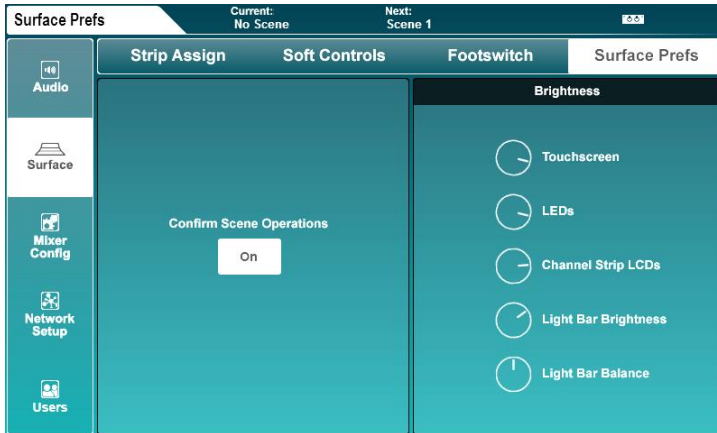 Surface Prefs
Current:
No Scene
Next:
Scene 1
Audio
Surface
Mixer
Config
Network
Setup
Users
Strip Assign
Soft Controls
Footswitch
Surface Prefs
Confirm Scene Operations
On
Brightness
Touchscreen
LEDs
Channel Strip LCDs
Light Bar Brightness
Light Bar Balance